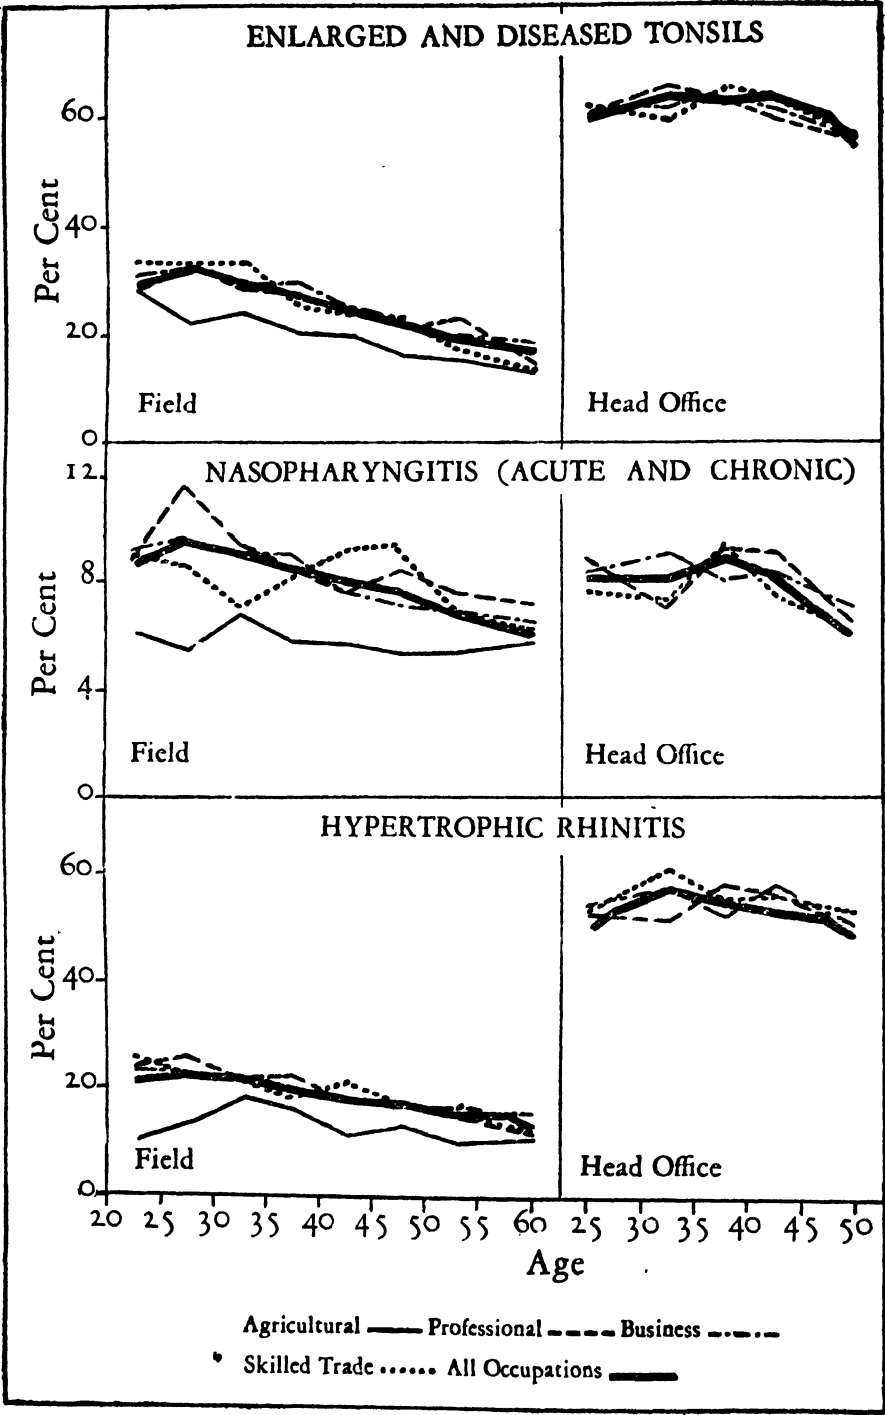 ENLARGED AND DISEASED TONSILS
Per Cent
60
40
20
0
Field
Head Office
NASOPHARYNGITIS (ACUTE AND CHRONIC)
Per Cent
12
8
4
0
Field
Head Office
HYPERTROPHIC RHINITIS
Per Cent
60
40
20
0
Field
Head Office
20 25 30 35 40 45 50 55 60 25 30 35 40 45 50
Age
Agricultural Professional Business
Skilled Trade All Occupations